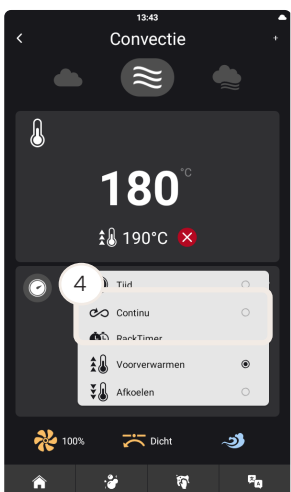 13:43
Convectie
+
180 °C
190°C
4
Tijd
Continu
RackTimer
Voorverwarmen
Afkoelen
100% Dicht